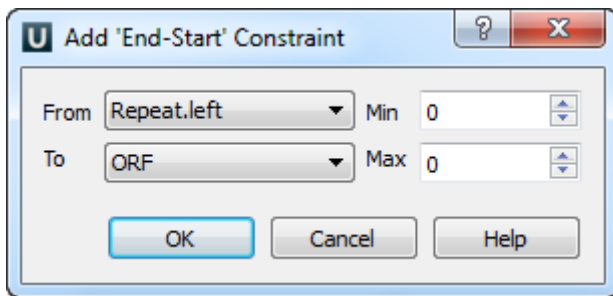 U Add 'End-Start' Constraint ?
From Repeat.left Min 0
To ORF Max 0
OK Cancel Help